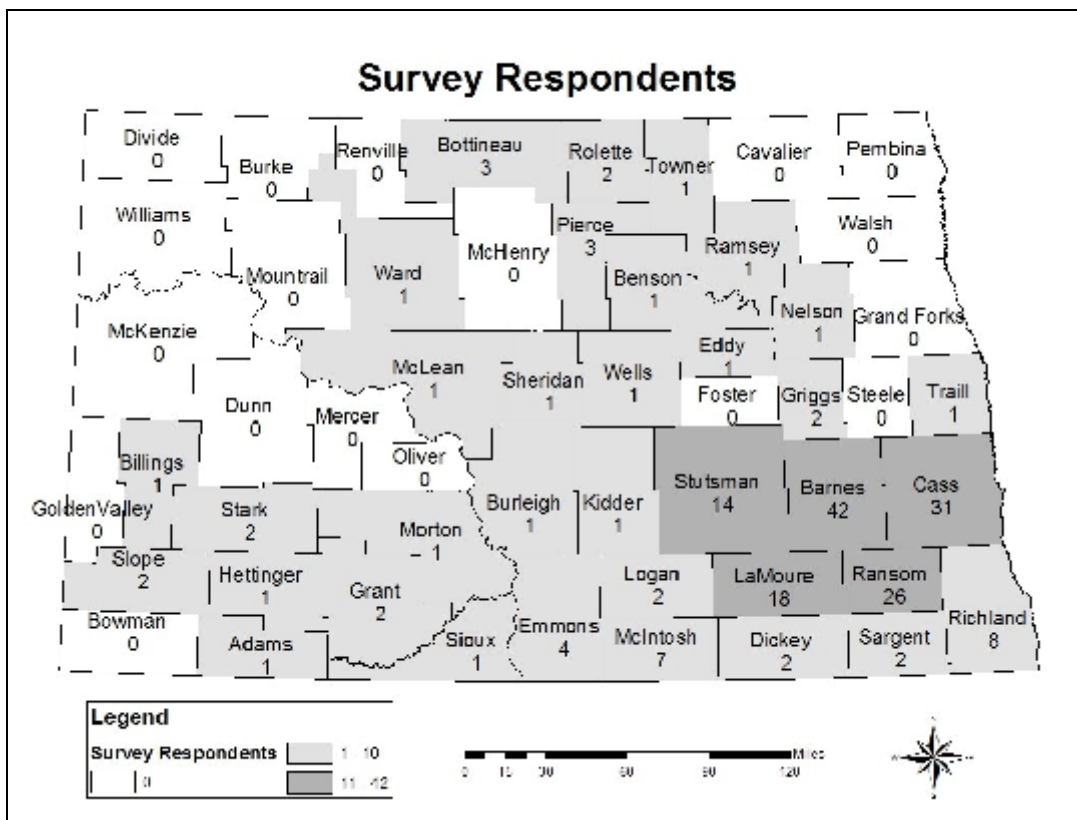 Survey Respondents
Divide
0
Burke
0
Renville
0
Bottineau
3
Rolette
2
Towner
1
Cavalier
0
Pembina
0
Williams
0
Mountrail
0
Ward
1
McHenry
0
Pierce
3
Benson
1
Ramsey
1
Walsh
0
Nelson
1
Grand Forks
0
McKenzie
0
Dunn
0
Mercer
0
Oliver
0
McLean
1
Sheridan
1
Wells
1
Eddy
1
Foster
0
Griggs
2
Steele
0
Traill
1
Billings
1
GoldenValley
0
Stark
2
Morton
1
Burleigh
1
Kidder
1
Stutsman
14
Barnes
42
Cass
31
Slope
2
Hettinger
1
Grant
2
Logan
2
LaMoure
18
Ransom
26
Richland
8
Bowman
0
Adams
1
Sioux
1
Emmons
4
McIntosh
7
Dickey
2
Sargent
2
Legend
Survey Respondents
0
1 - 10
11 - 42
Miles
0 15 30 60 90 120